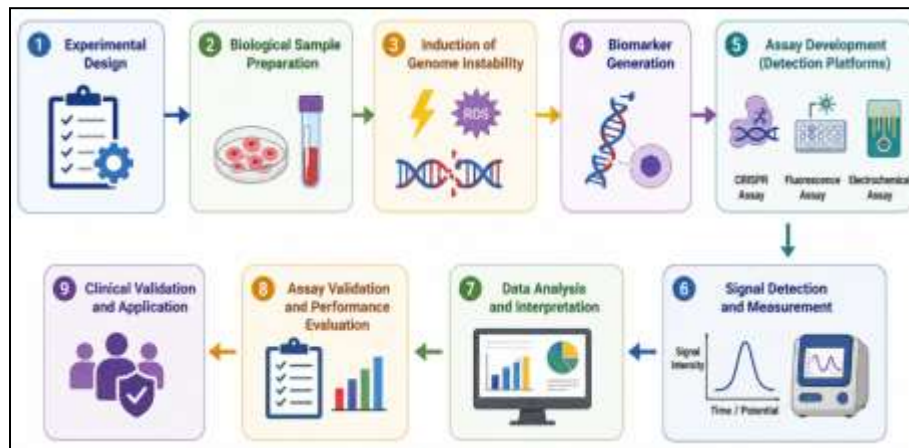 1 Experimental
Design
2 Biological Sample
Preparation
3 Induction of
Genome Instability
ROS
4 Biomarker
Generation
5 Assay Development
(Detection Platforms)
CRISPR
Assay
Fluorescence
Assay
Electrochemical
Assay
6 Signal Detection
and Measurement
Signal
Intensity
Time / Potential
7 Data Analysis
and Interpretation
8 Assay Validation
and Performance
Evaluation
9 Clinical Validation
and Application